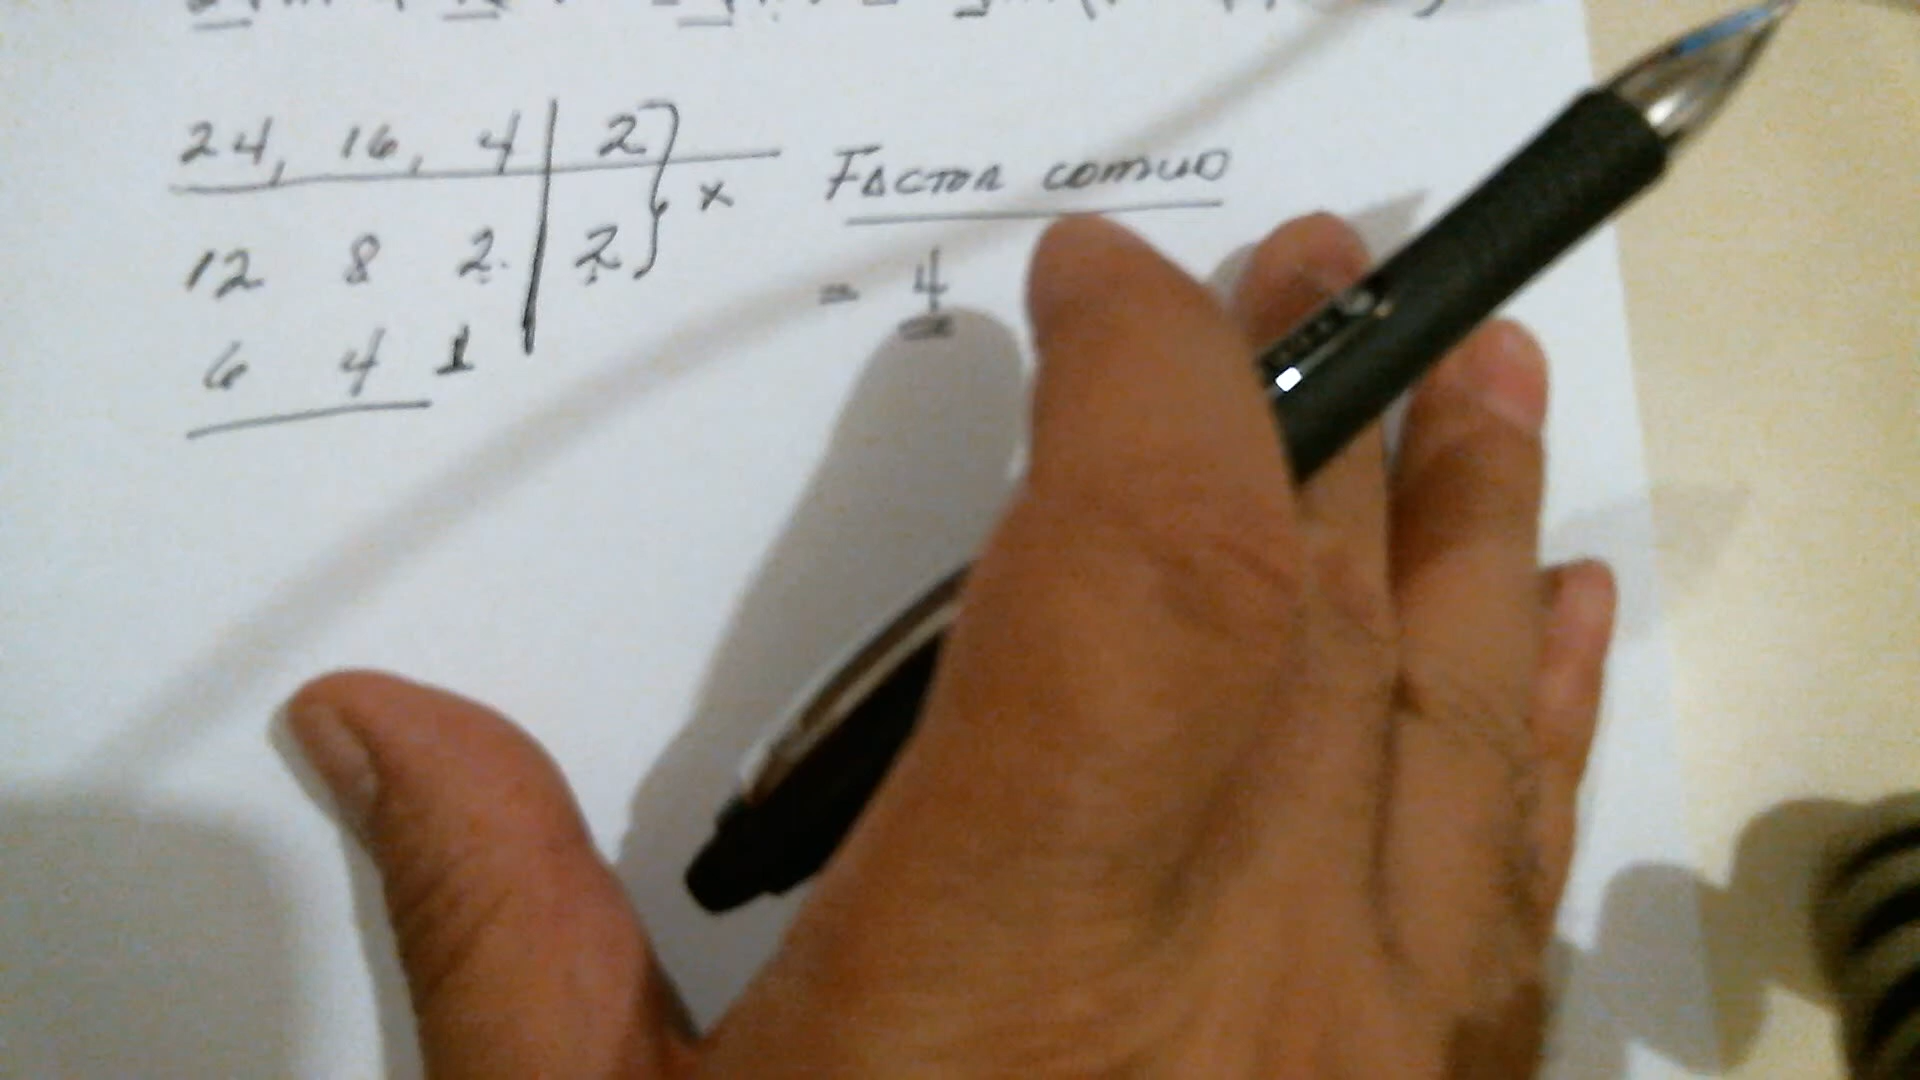 24, 16, 4 | 2 } x Factor comun
12 8 2 | 2 = 4
6 4 1